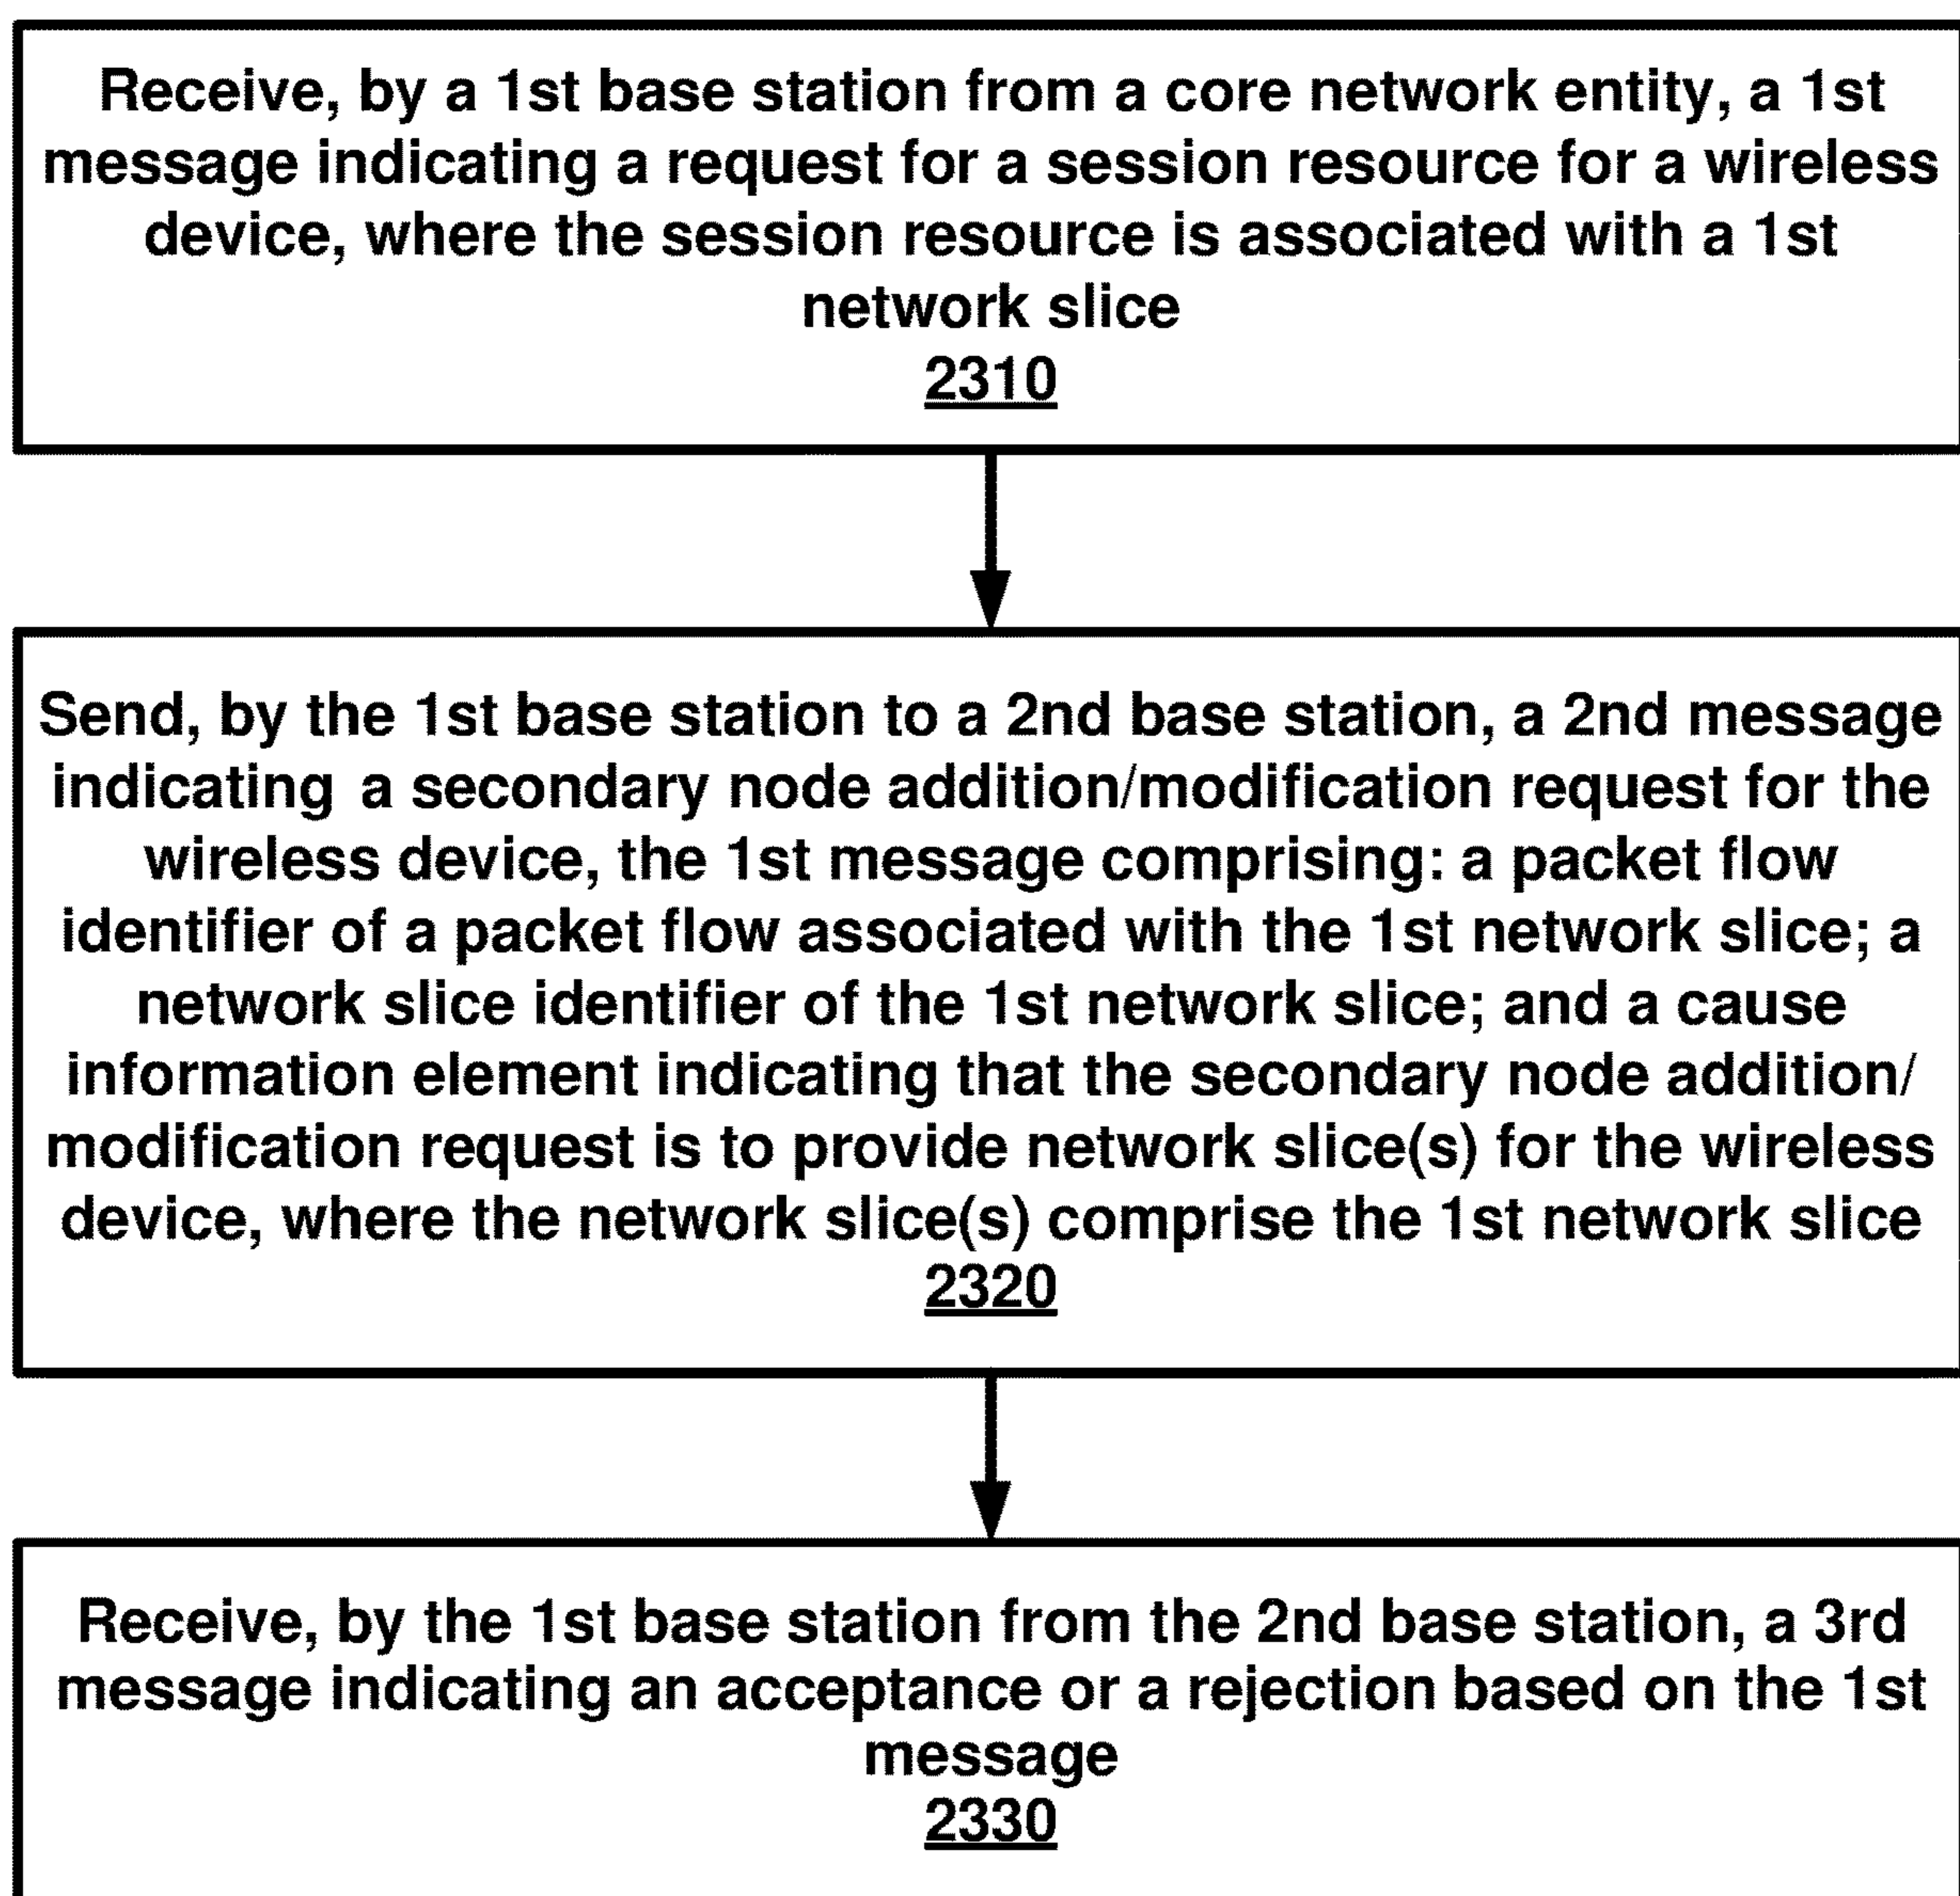 Receive, by a 1st base station from a core network entity, a 1st
message indicating a request for a session resource for a wireless
device, where the session resource is associated with a 1st
network slice
2310
Send, by the 1st base station to a 2nd base station, a 2nd message
indicating a secondary node addition/modification request for the
wireless device, the 1st message comprising: a packet flow
identifier of a packet flow associated with the 1st network slice; a
network slice identifier of the 1st network slice; and a cause
information element indicating that the secondary node addition/
modification request is to provide network slice(s) for the wireless
device, where the network slice(s) comprise the 1st network slice
2320
Receive, by the 1st base station from the 2nd base station, a 3rd
message indicating an acceptance or a rejection based on the 1st
message
2330